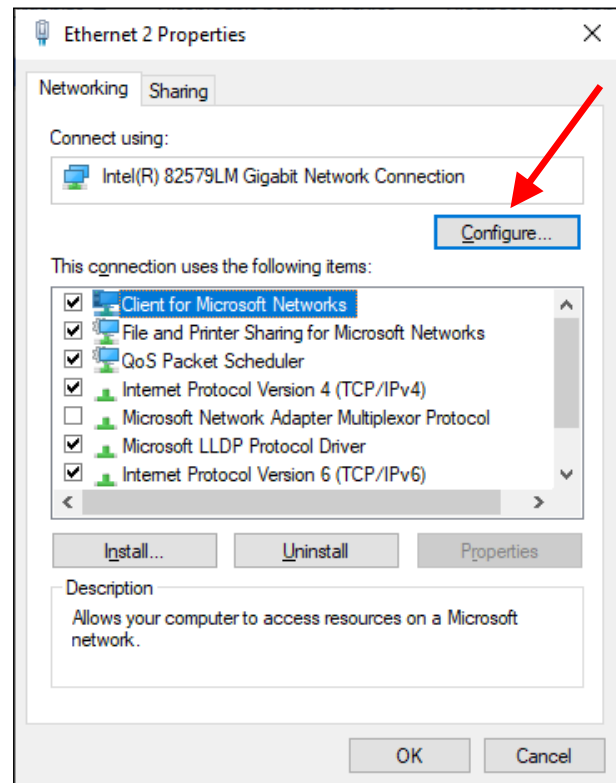 Ethernet 2 Properties
Networking
Sharing
Connect using:
Intel(R) 82579LM Gigabit Network Connection
Configure...
This connection uses the following items:
Client for Microsoft Networks
File and Printer Sharing for Microsoft Networks
QoS Packet Scheduler
Internet Protocol Version 4 (TCP/IPv4)
Microsoft Network Adapter Multiplexor Protocol
Microsoft LLDP Protocol Driver
Internet Protocol Version 6 (TCP/IPv6)
Install...
Uninstall
Properties
Description
Allows your computer to access resources on a Microsoft
network.
OK
Cancel